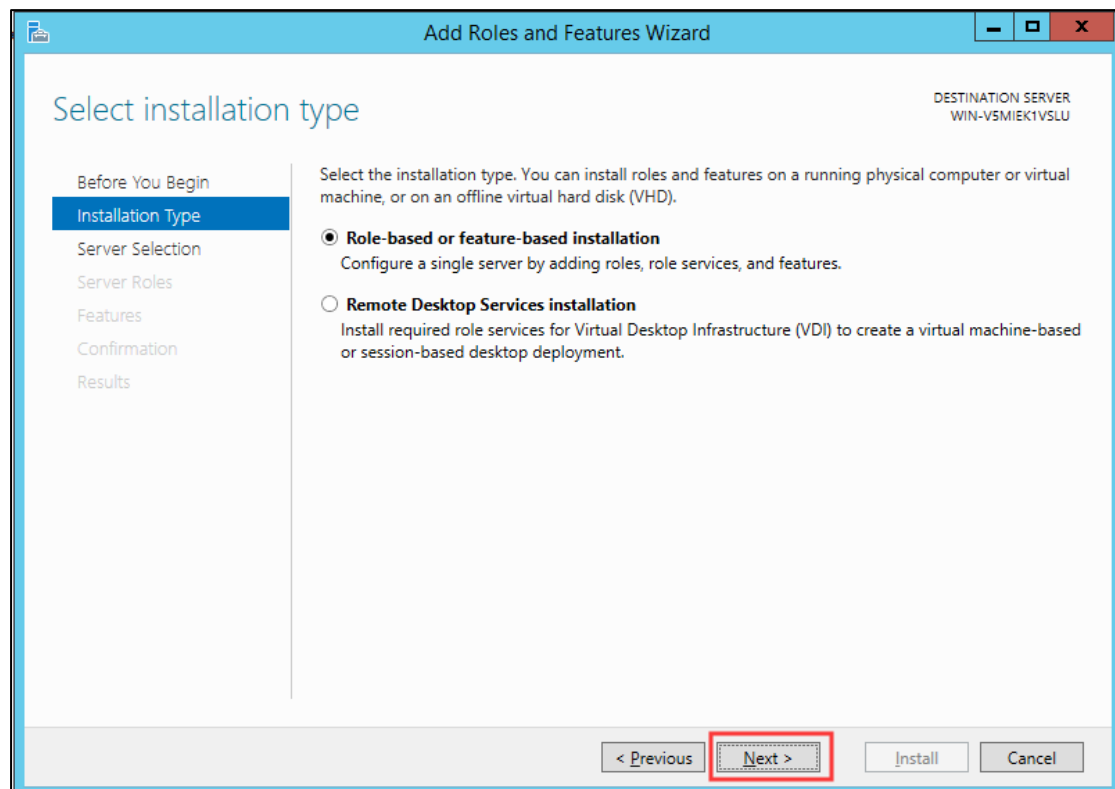 Add Roles and Features Wizard
X
Select installation type
DESTINATION SERVER
WIN-V5MIEK1VSLU
Before You Begin
Installation Type
Server Selection
Server Roles
Features
Confirmation
Results
Select the installation type. You can install roles and features on a running physical computer or virtual
machine, or on an offline virtual hard disk (VHD).
Role-based or feature-based installation
Configure a single server by adding roles, role services, and features.
Remote Desktop Services installation
Install required role services for Virtual Desktop Infrastructure (VDI) to create a virtual machine-based
or session-based desktop deployment.
< Previous
Next >
Install
Cancel